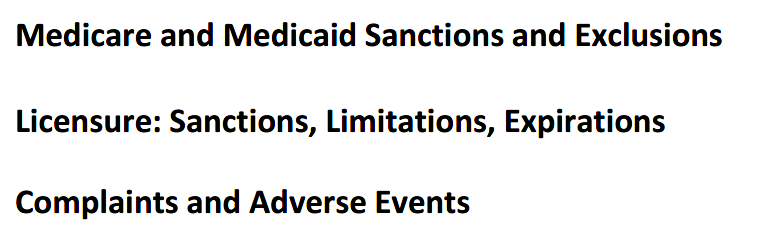 Medicare and Medicaid Sanctions and Exclusions
Licensure: Sanctions, Limitations, Expirations
Complaints and Adverse Events